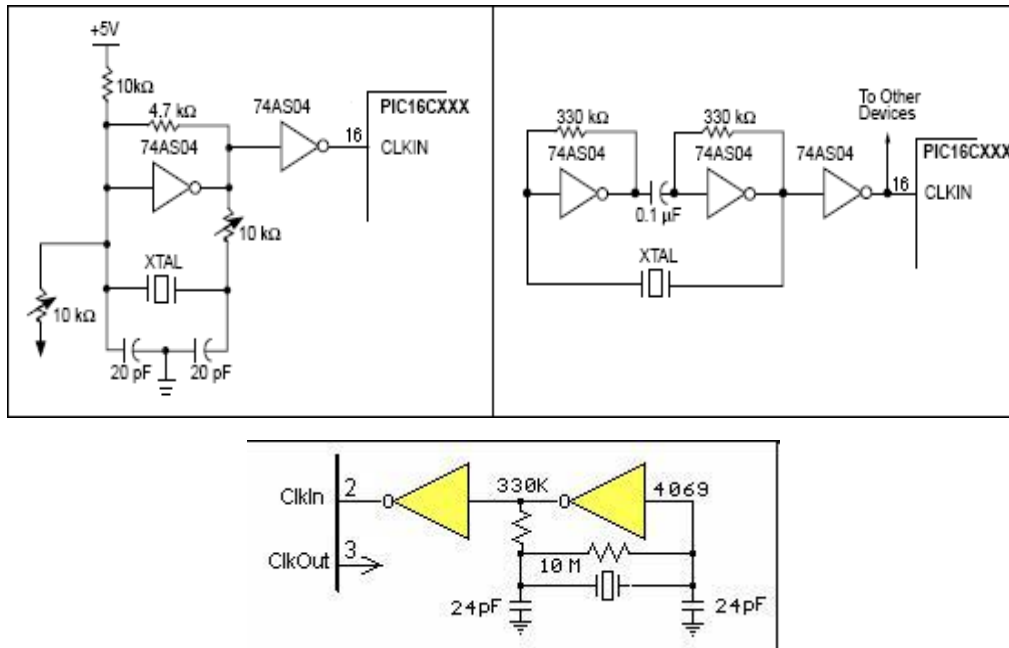 +5V
10kΩ
4.7 kΩ
74AS04
74AS04
PIC16CXXX
16
CLKIN
10 kΩ
XTAL
10 kΩ
20 pF
20 pF
330 kΩ
330 kΩ
To Other
Devices
74AS04
74AS04
74AS04
PIC16CXXX
16
CLKIN
0.1 µF
XTAL
ClkIn
2
330K
4069
ClkOut
3
10 M
24pF
24pF